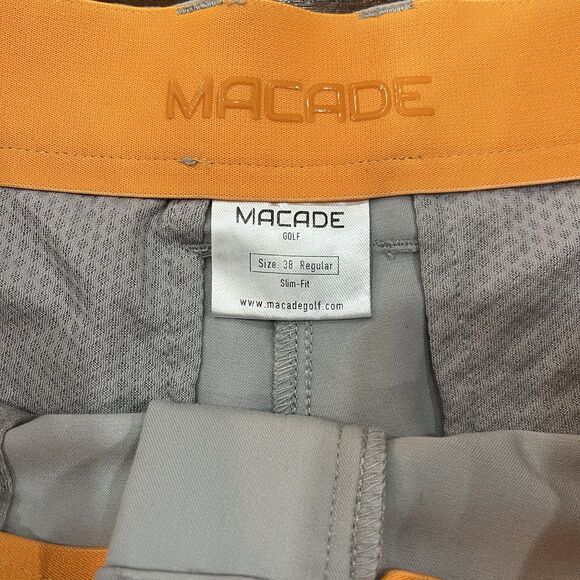 MACADE
MACADE
GOLF
Size 38 Regular
Slim-Fit
www.macadegolf.com